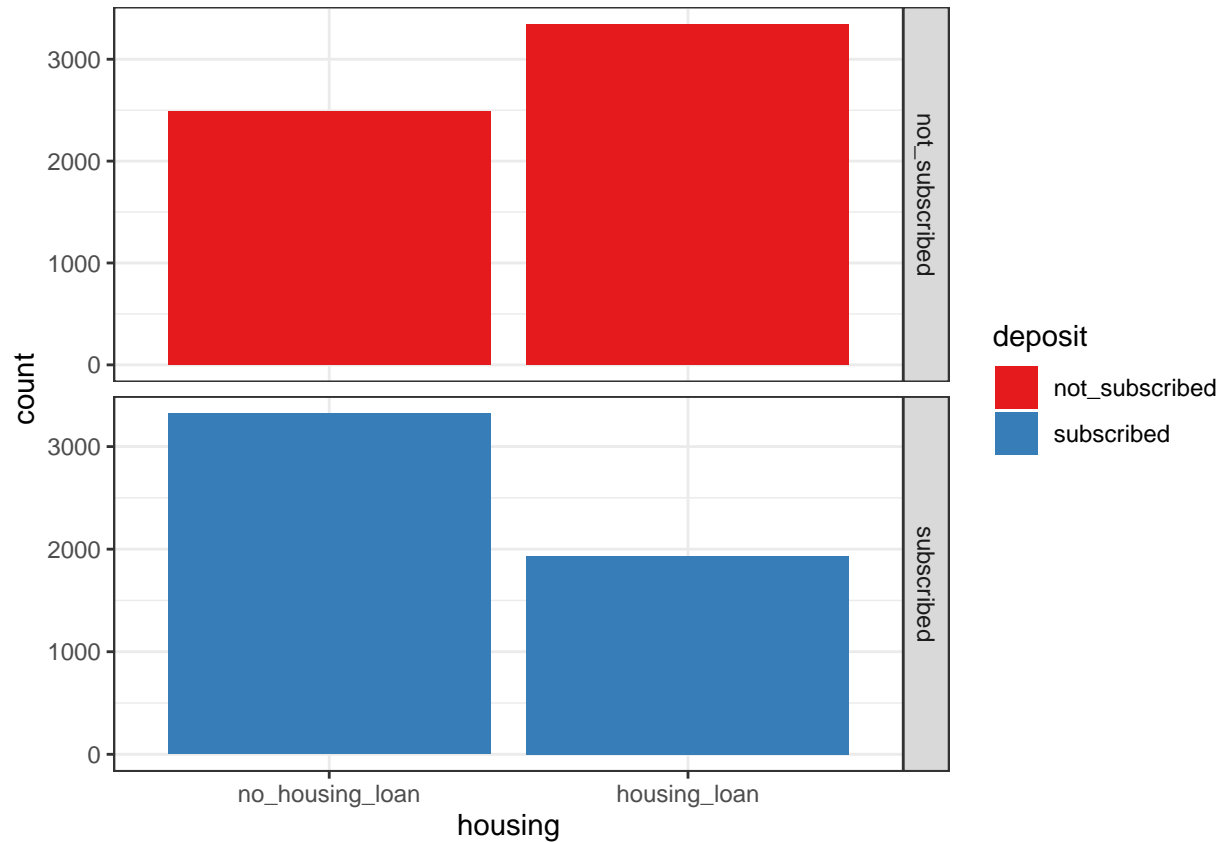 count
3000
2000
1000
0
not_subscribed
3000
2000
1000
0
subscribed
no_housing_loan housing_loan
housing
deposit
not_subscribed
subscribed